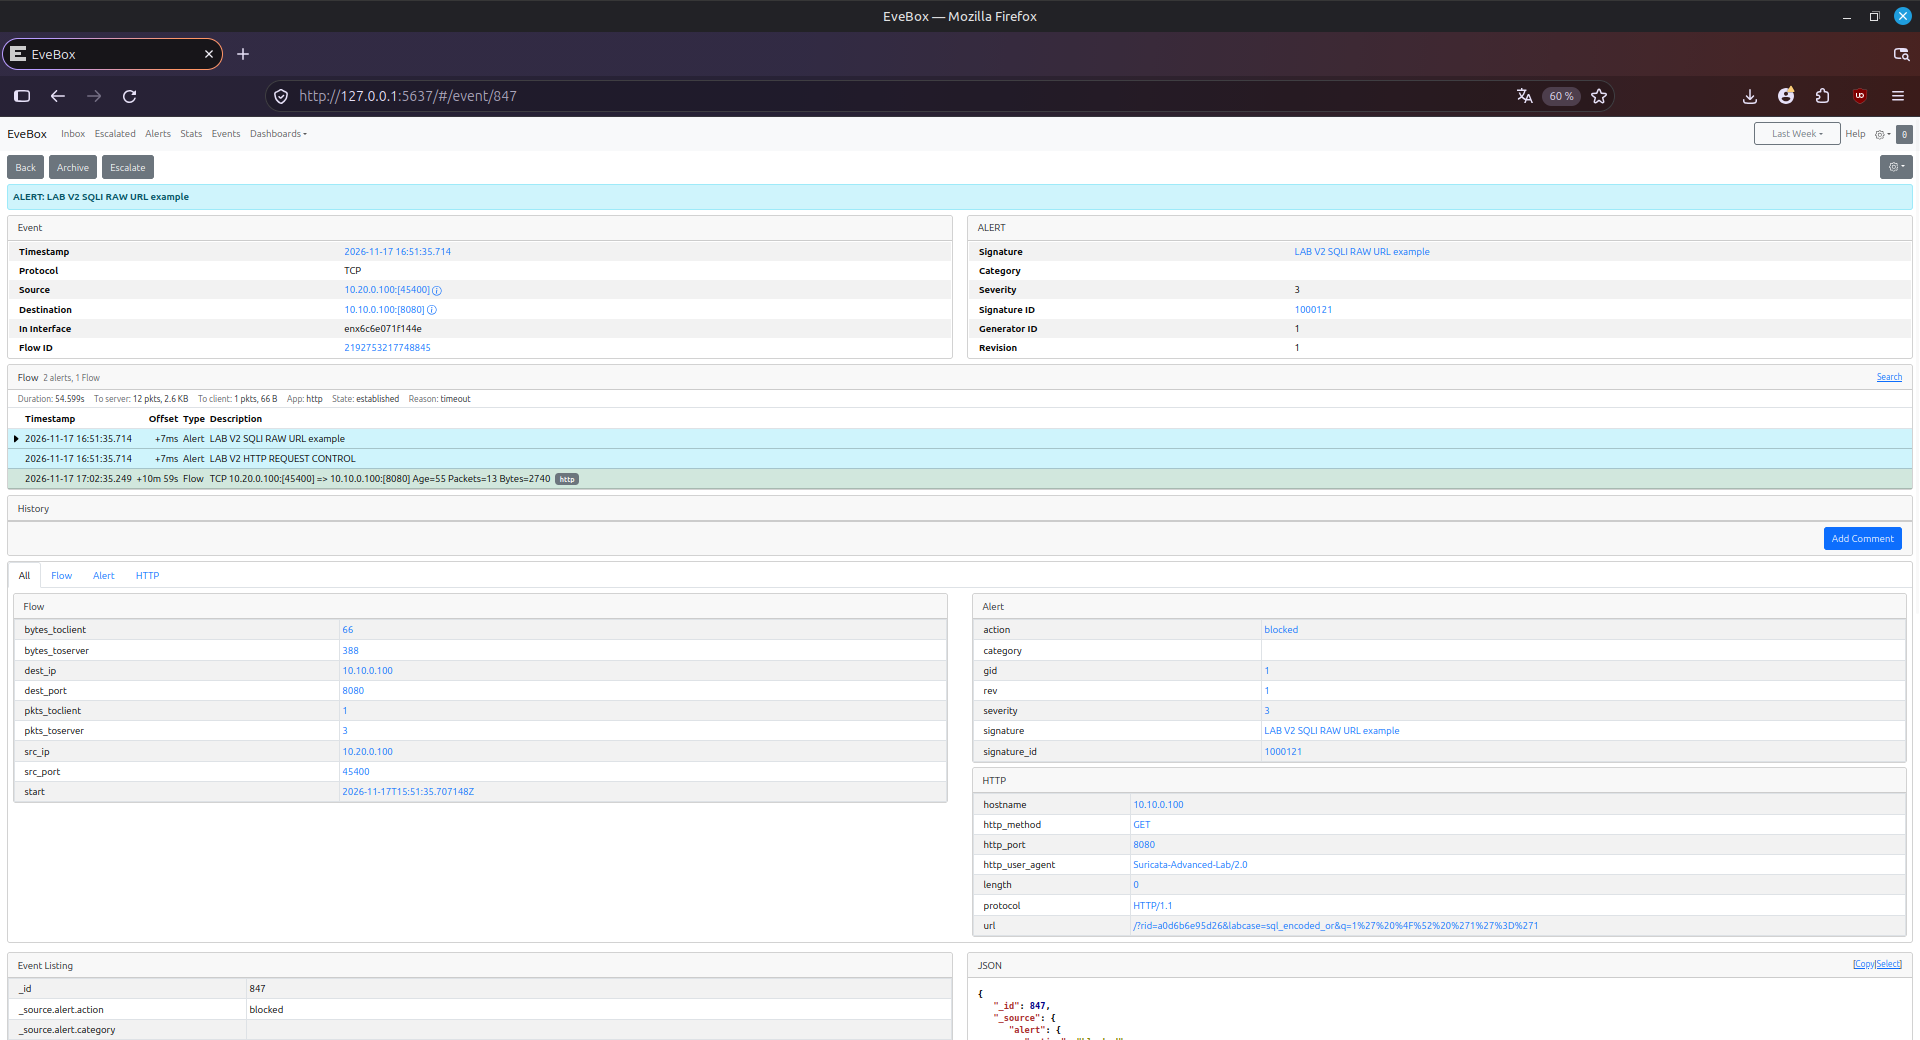 EveBox — Mozilla Firefox
EveBox
http://127.0.0.1:5637/#/event/847
60 %
EveBox Inbox Escalated Alerts Stats Events Dashboards Last Week Help 0
Back Archive Escalate
ALERT: LAB V2 SQLI RAW URL example
Event
Timestamp 2026-11-17 16:51:35.714
Protocol TCP
Source 10.20.0.100:[45400]
Destination 10.10.0.100:[8080]
In Interface enx6c6e071f144e
Flow ID 2192753217748845
ALERT
Signature LAB V2 SQLI RAW URL example
Category
Severity 3
Signature ID 1000121
Generator ID 1
Revision 1
Flow 2 alerts, 1 Flow Search
Duration: 54.599s To server: 12 pkts, 2.6 KB To client: 1 pkts, 66 B App: http State: established Reason: timeout
Timestamp Offset Type Description
2026-11-17 16:51:35.714 +7ms Alert LAB V2 SQLI RAW URL example
2026-11-17 16:51:35.714 +7ms Alert LAB V2 HTTP REQUEST CONTROL
2026-11-17 17:02:35.249 +10m 59s Flow TCP 10.20.0.100:[45400] => 10.10.0.100:[8080] Age=55 Packets=13 Bytes=2740 http
History
Add Comment
All Flow Alert HTTP
Flow
bytes_toclient 66
bytes_toserver 388
dest_ip 10.10.0.100
dest_port 8080
pkts_toclient 1
pkts_toserver 3
src_ip 10.20.0.100
src_port 45400
start 2026-11-17T15:51:35.707148Z
Alert
action blocked
category
gid 1
rev 1
severity 3
signature LAB V2 SQLI RAW URL example
signature_id 1000121
HTTP
hostname 10.10.0.100
http_method GET
http_port 8080
http_user_agent Suricata-Advanced-Lab/2.0
length 0
protocol HTTP/1.1
url /?rid=a0d6b6e95d26&labcase=sql_encoded_or&q=1%27%20%4F%52%20%271%27%3D%271
Event Listing
_id 847
_source.alert.action blocked
_source.alert.category
JSON [Copy|Select]
{
"_id": 847,
"_source": {
"alert": {